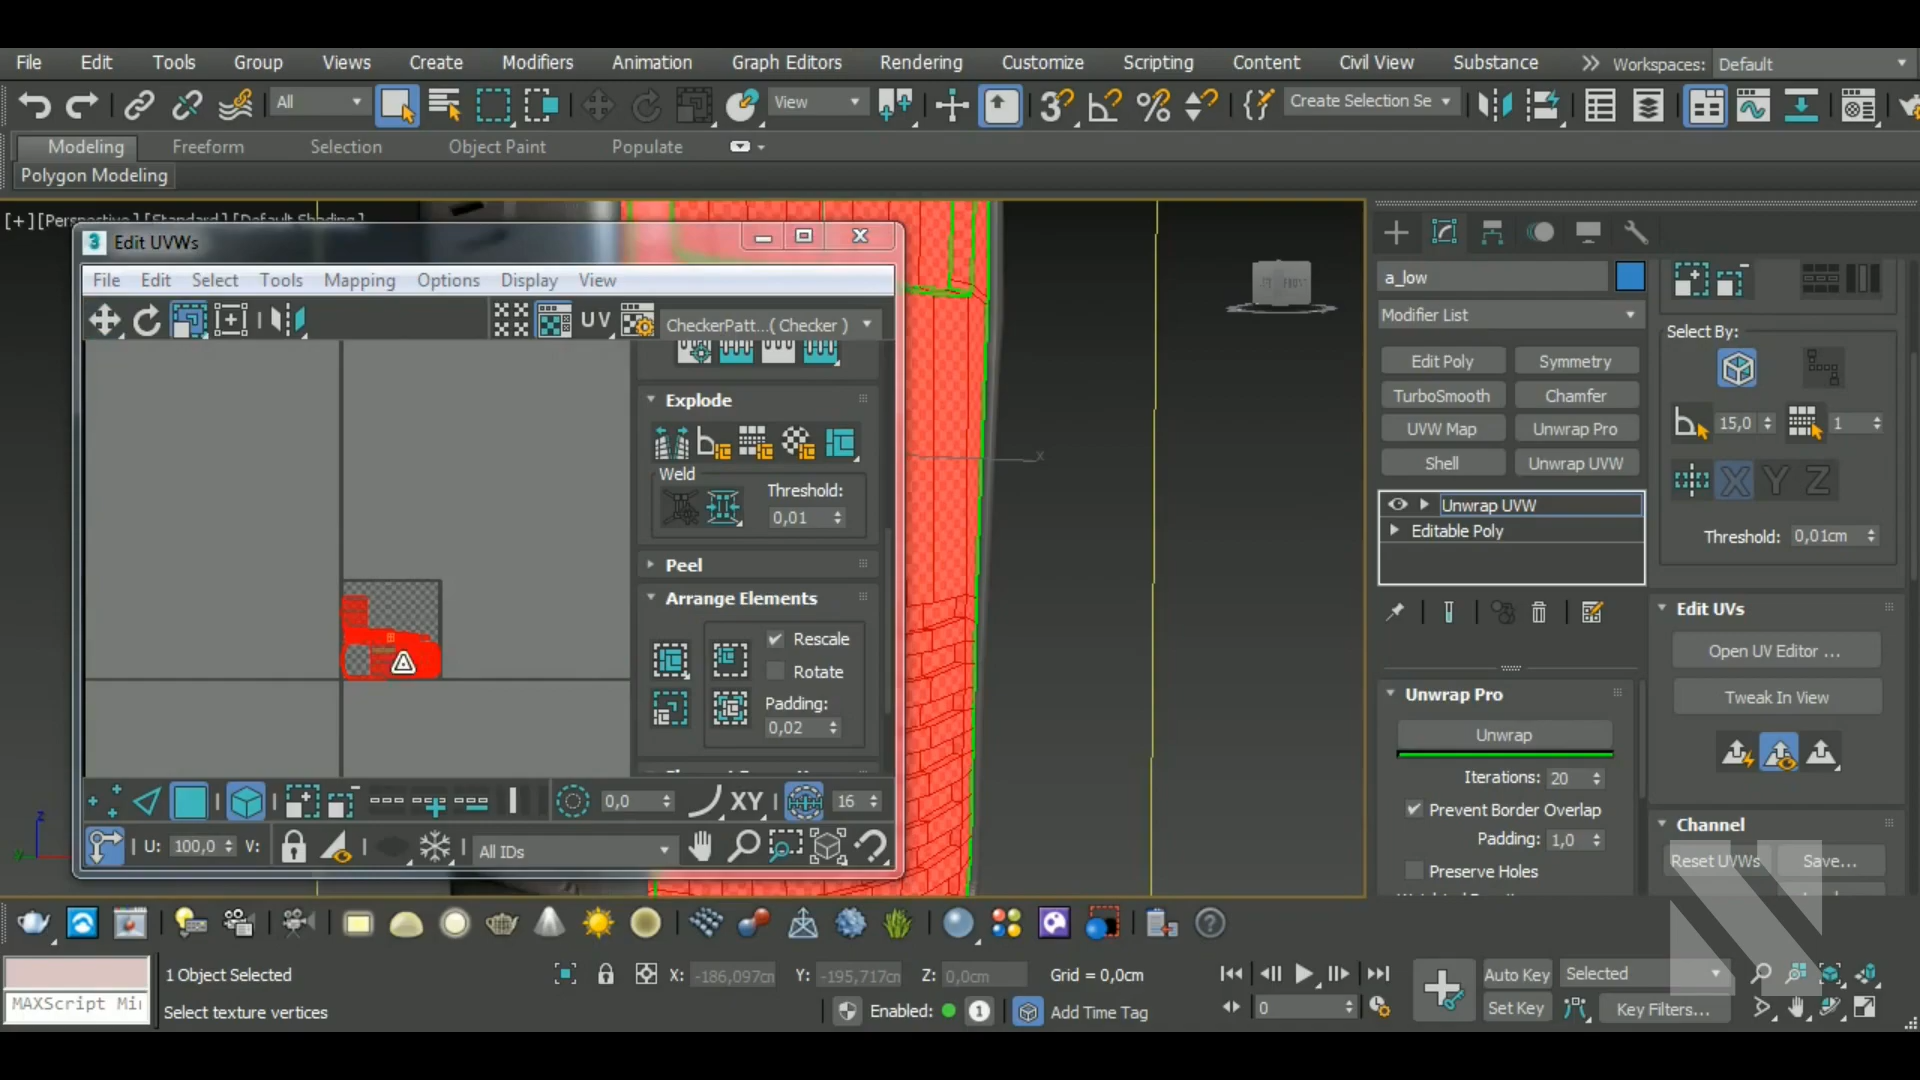 File Edit Tools Group Views Create Modifiers Animation Graph Editors Rendering Customize Scripting Content Civil View Substance Workspaces: Default
All View Create Selection Se
Modeling Freeform Selection Object Paint Populate
Polygon Modeling
[+][Perspective][Standard][Default Shading]
3 Edit UVWs
File Edit Select Tools Mapping Options Display View
UV CheckerPatt...( Checker )
Explode
Weld
Threshold:
0,01
Peel
Arrange Elements
Rescale
Rotate
Padding:
0,02
0,0 XY 16
U: 100,0 V: All IDs
x
z
a_low
Modifier List
Edit Poly Symmetry
TurboSmooth Chamfer
UVW Map Unwrap Pro
Shell Unwrap UVW
Unwrap UVW
Editable Poly
Unwrap Pro
Unwrap
Iterations: 20
Prevent Border Overlap
Padding: 1,0
Preserve Holes
Select By:
15,0 1
X Y Z
Threshold: 0,01cm
Edit UVs
Open UV Editor ...
Tweak In View
Channel
Reset UVWs Save...
MAXScript Mi
1 Object Selected
Select texture vertices
X: -186,097cm Y: -195,717cm Z: 0,0cm Grid = 0,0cm
Enabled: 1 Add Time Tag
0
Auto Key Selected
Set Key Key Filters...